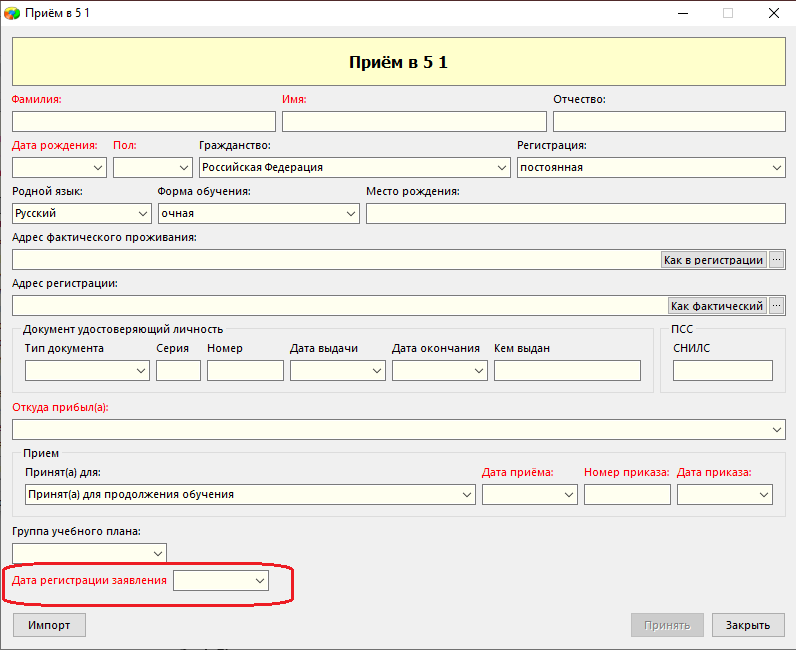 Приём в 5 1
Приём в 5 1
Фамилия: Имя: Отчество:
Дата рождения: Пол: Гражданство: Регистрация:
Российская Федерация постоянная
Родной язык: Форма обучения: Место рождения:
Русский очная
Адрес фактического проживания:
Как в регистрации ...
Адрес регистрации:
Как фактический ...
Документ удостоверяющий личность ПСС
Тип документа Серия Номер Дата выдачи Дата окончания Кем выдан СНИЛС
Откуда прибыл(а):
Прием
Принят(а) для: Дата приёма: Номер приказа: Дата приказа:
Принят(а) для продолжения обучения
Группа учебного плана:
Дата регистрации заявления
Импорт Принять Закрыть